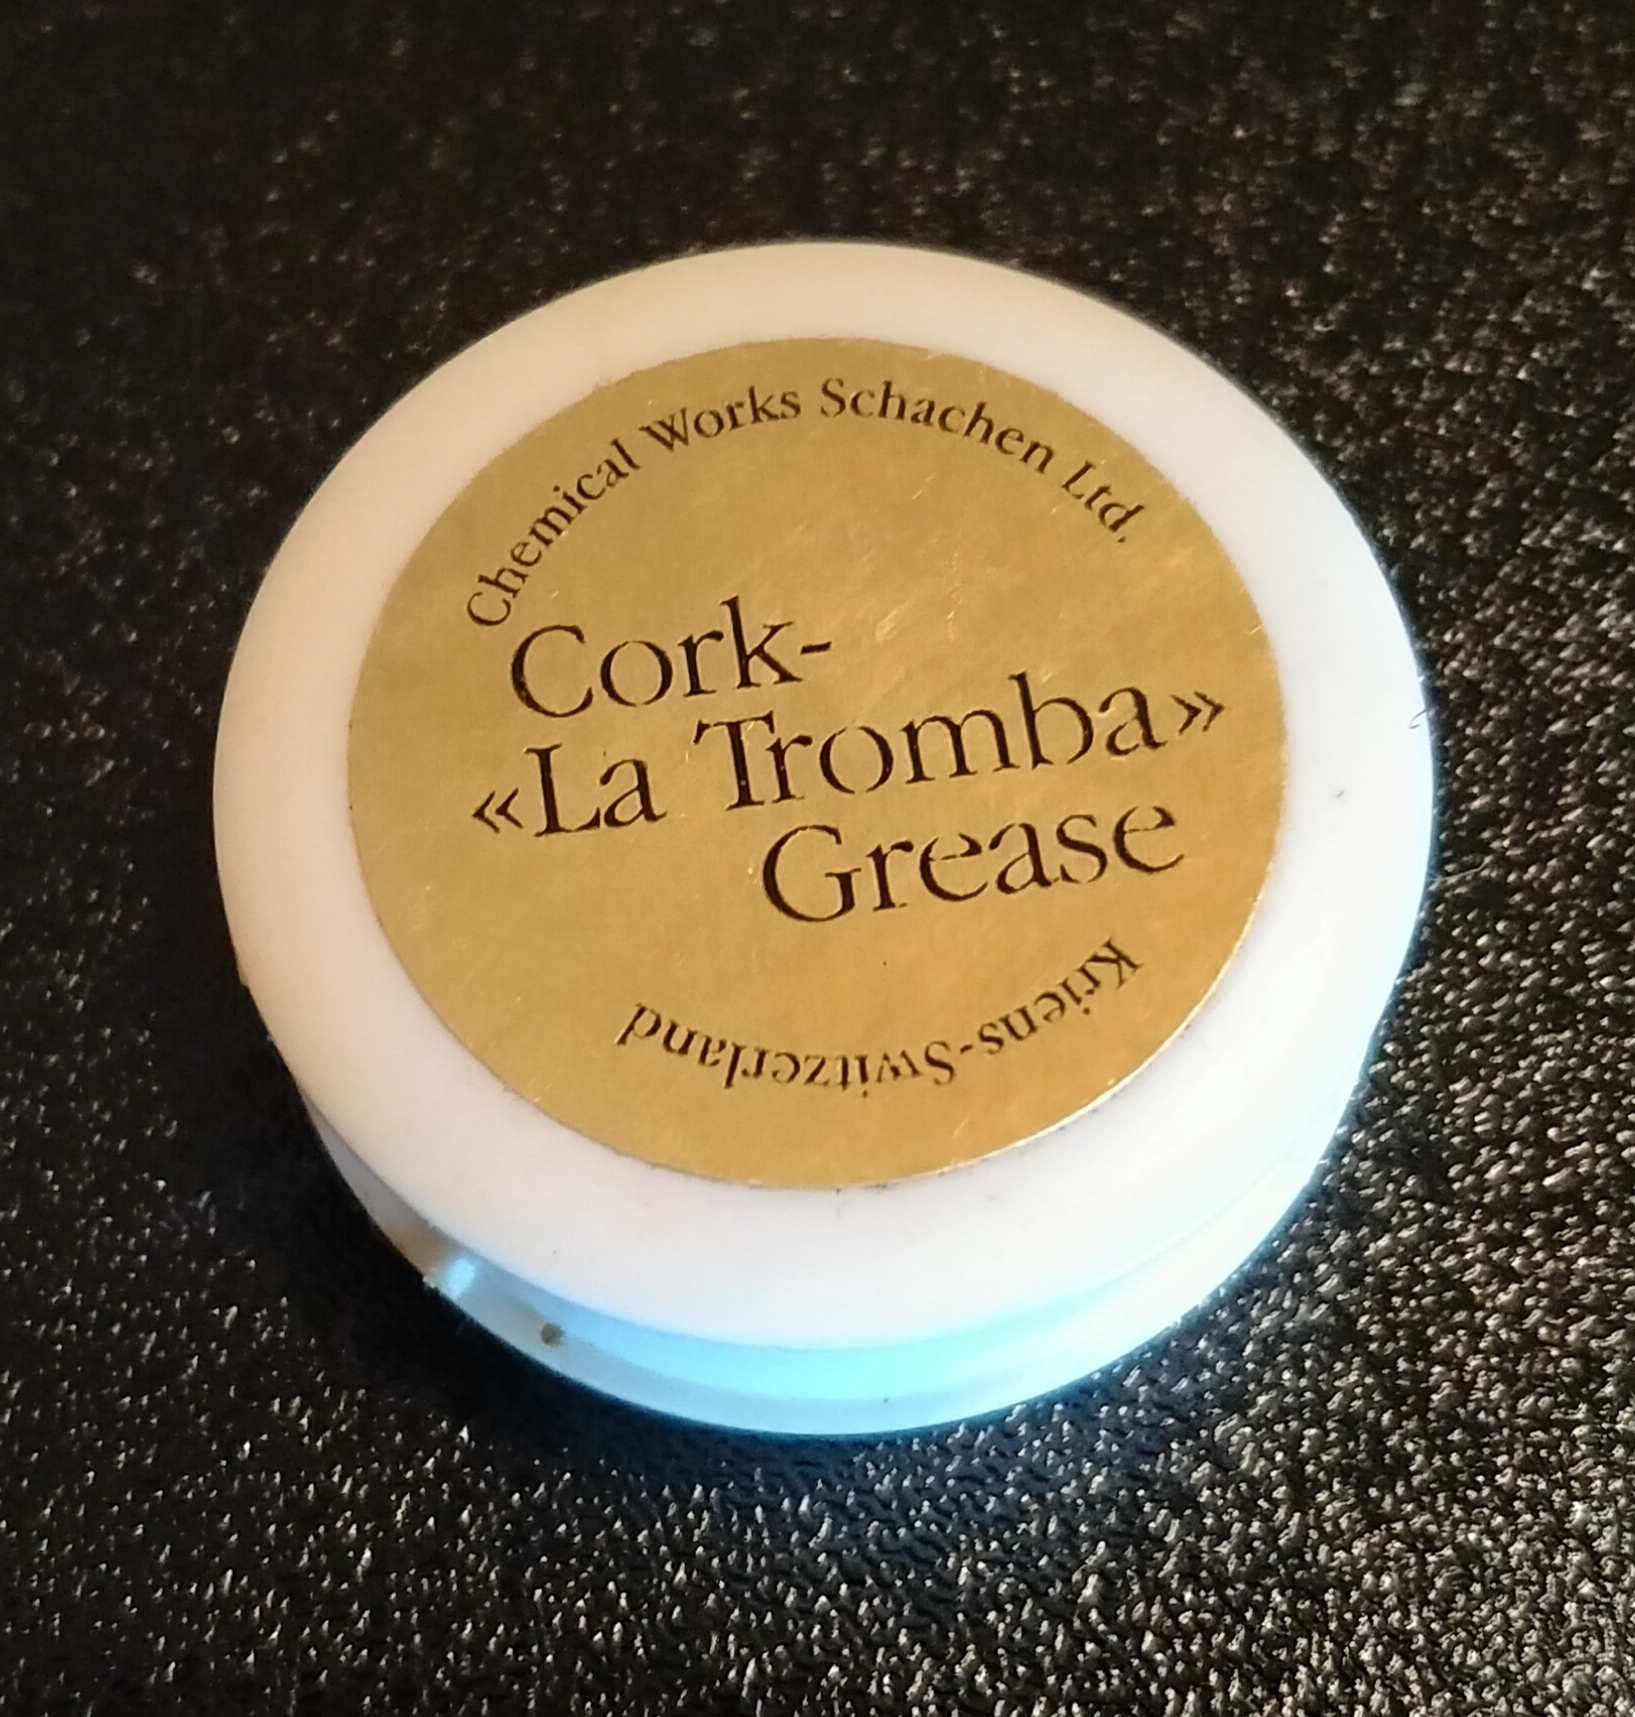 Chemical Works Schachen Ltd.
Cork-
«La Tromba»
Grease
Kriens-Switzerland